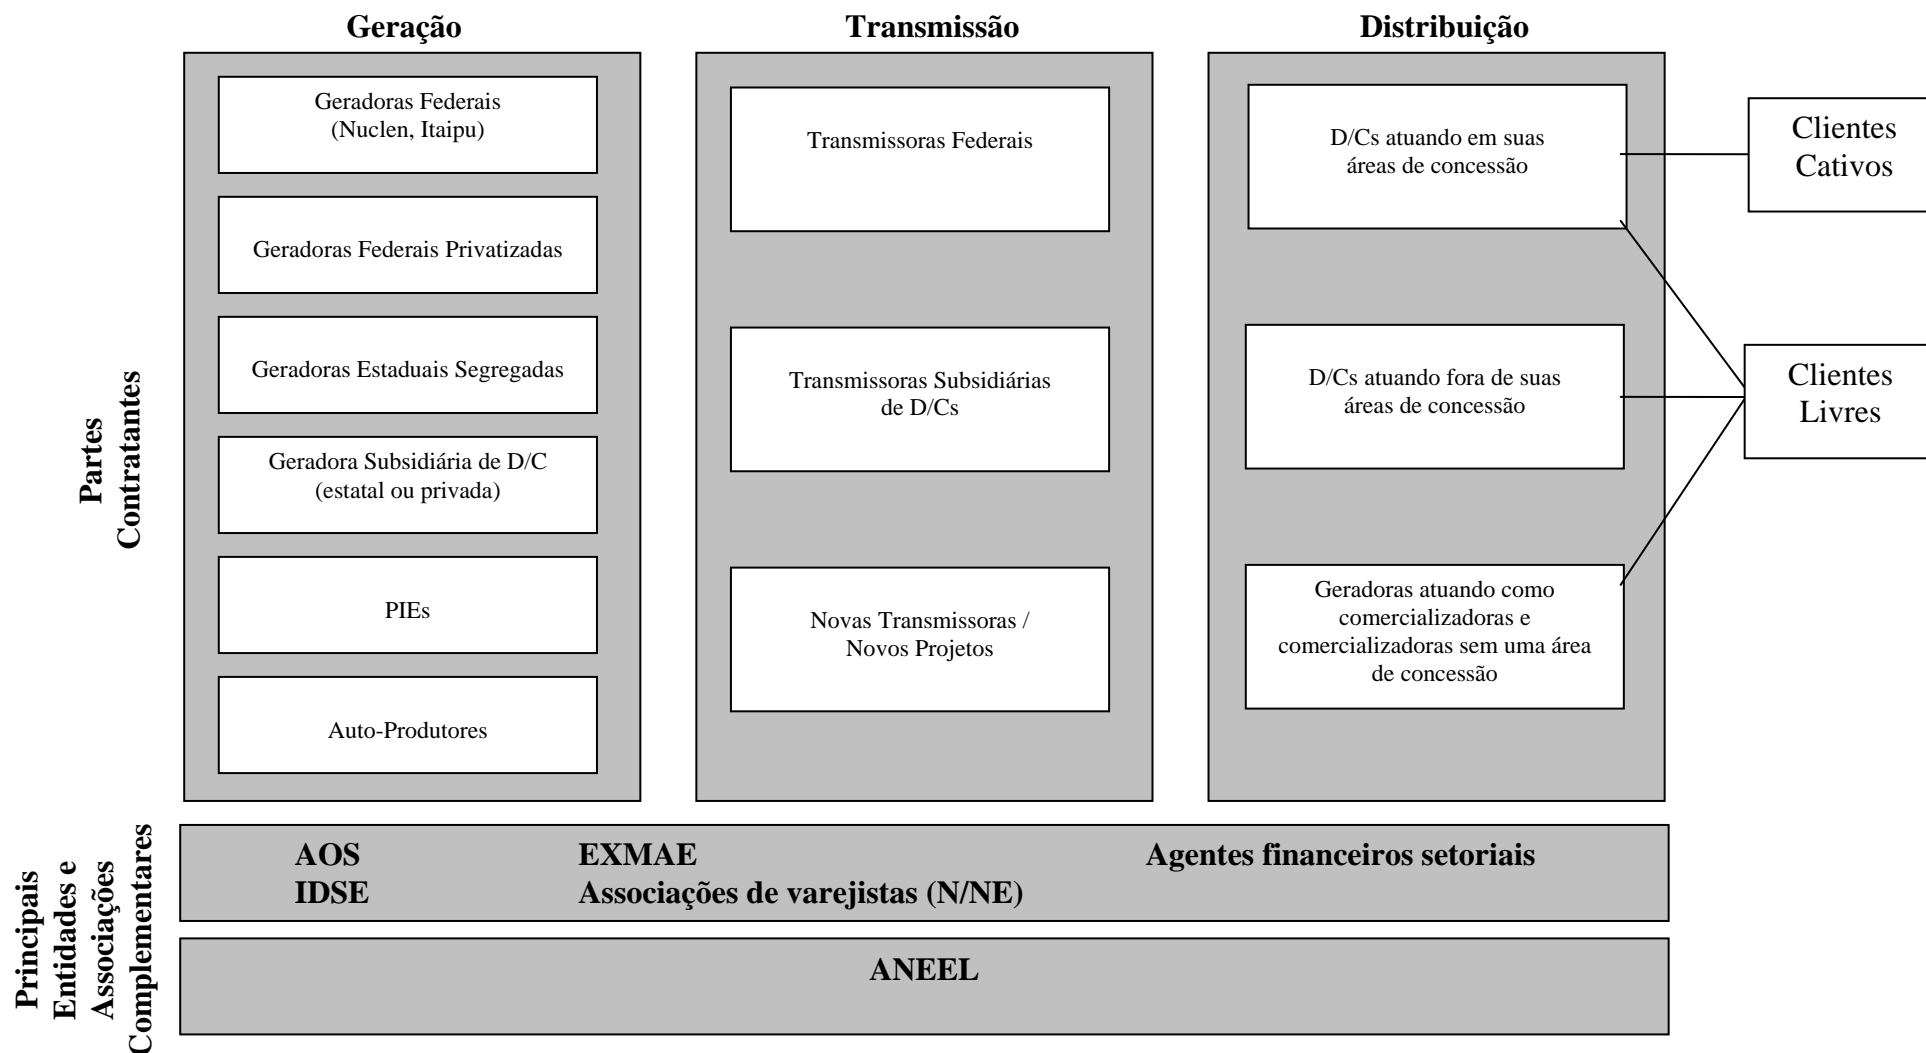 Geração
Transmissão
Distribuição
Partes
Contratantes
Geradoras Federais
(Nuclen, Itaipu)
Geradoras Federais Privatizadas
Geradoras Estaduais Segregadas
Geradora Subsidiária de D/C
(estatal ou privada)
PIEs
Auto-Produtores
Transmissoras Federais
Transmissoras Subsidiárias
de D/Cs
Novas Transmissoras /
Novos Projetos
D/Cs atuando em suas
áreas de concessão
D/Cs atuando fora de suas
áreas de concessão
Geradoras atuando como
comercializadoras e
comercializadoras sem uma área
de concessão
Clientes
Cativos
Clientes
Livres
Principais
Entidades e
Associações
Complementares
AOS
IDSE
EXMAE
Associações de varejistas (N/NE)
Agentes financeiros setoriais
ANEEL